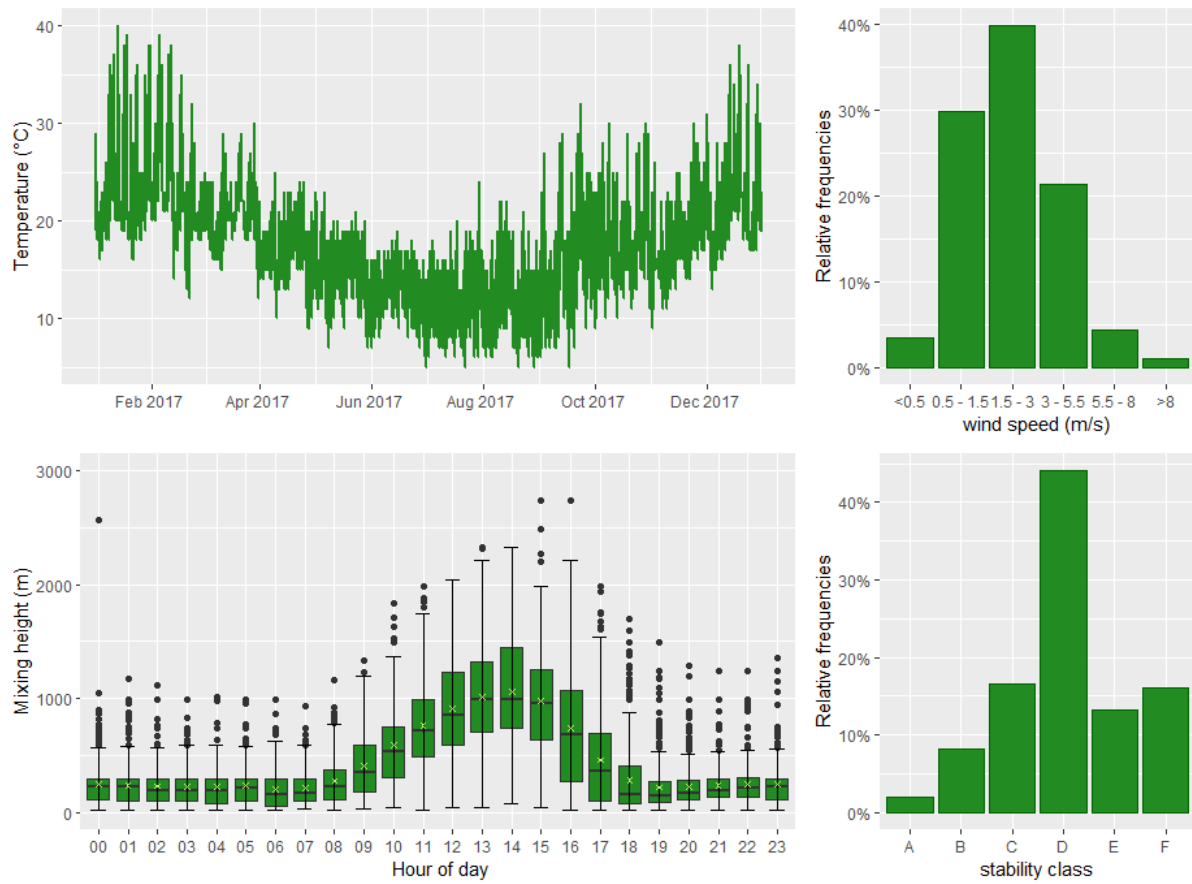 Temperature (°C)
40
30
20
10
Feb 2017 Apr 2017 Jun 2017 Aug 2017 Oct 2017 Dec 2017
Relative frequencies
40%
30%
20%
10%
0%
<0.5 0.5 - 1.5 1.5 - 3 3 - 5.5 5.5 - 8 >8
wind speed (m/s)
Mixing height (m)
3000
2000
1000
0
00 01 02 03 04 05 06 07 08 09 10 11 12 13 14 15 16 17 18 19 20 21 22 23
Hour of day
Relative frequencies
40%
30%
20%
10%
0%
A B C D E F
stability class